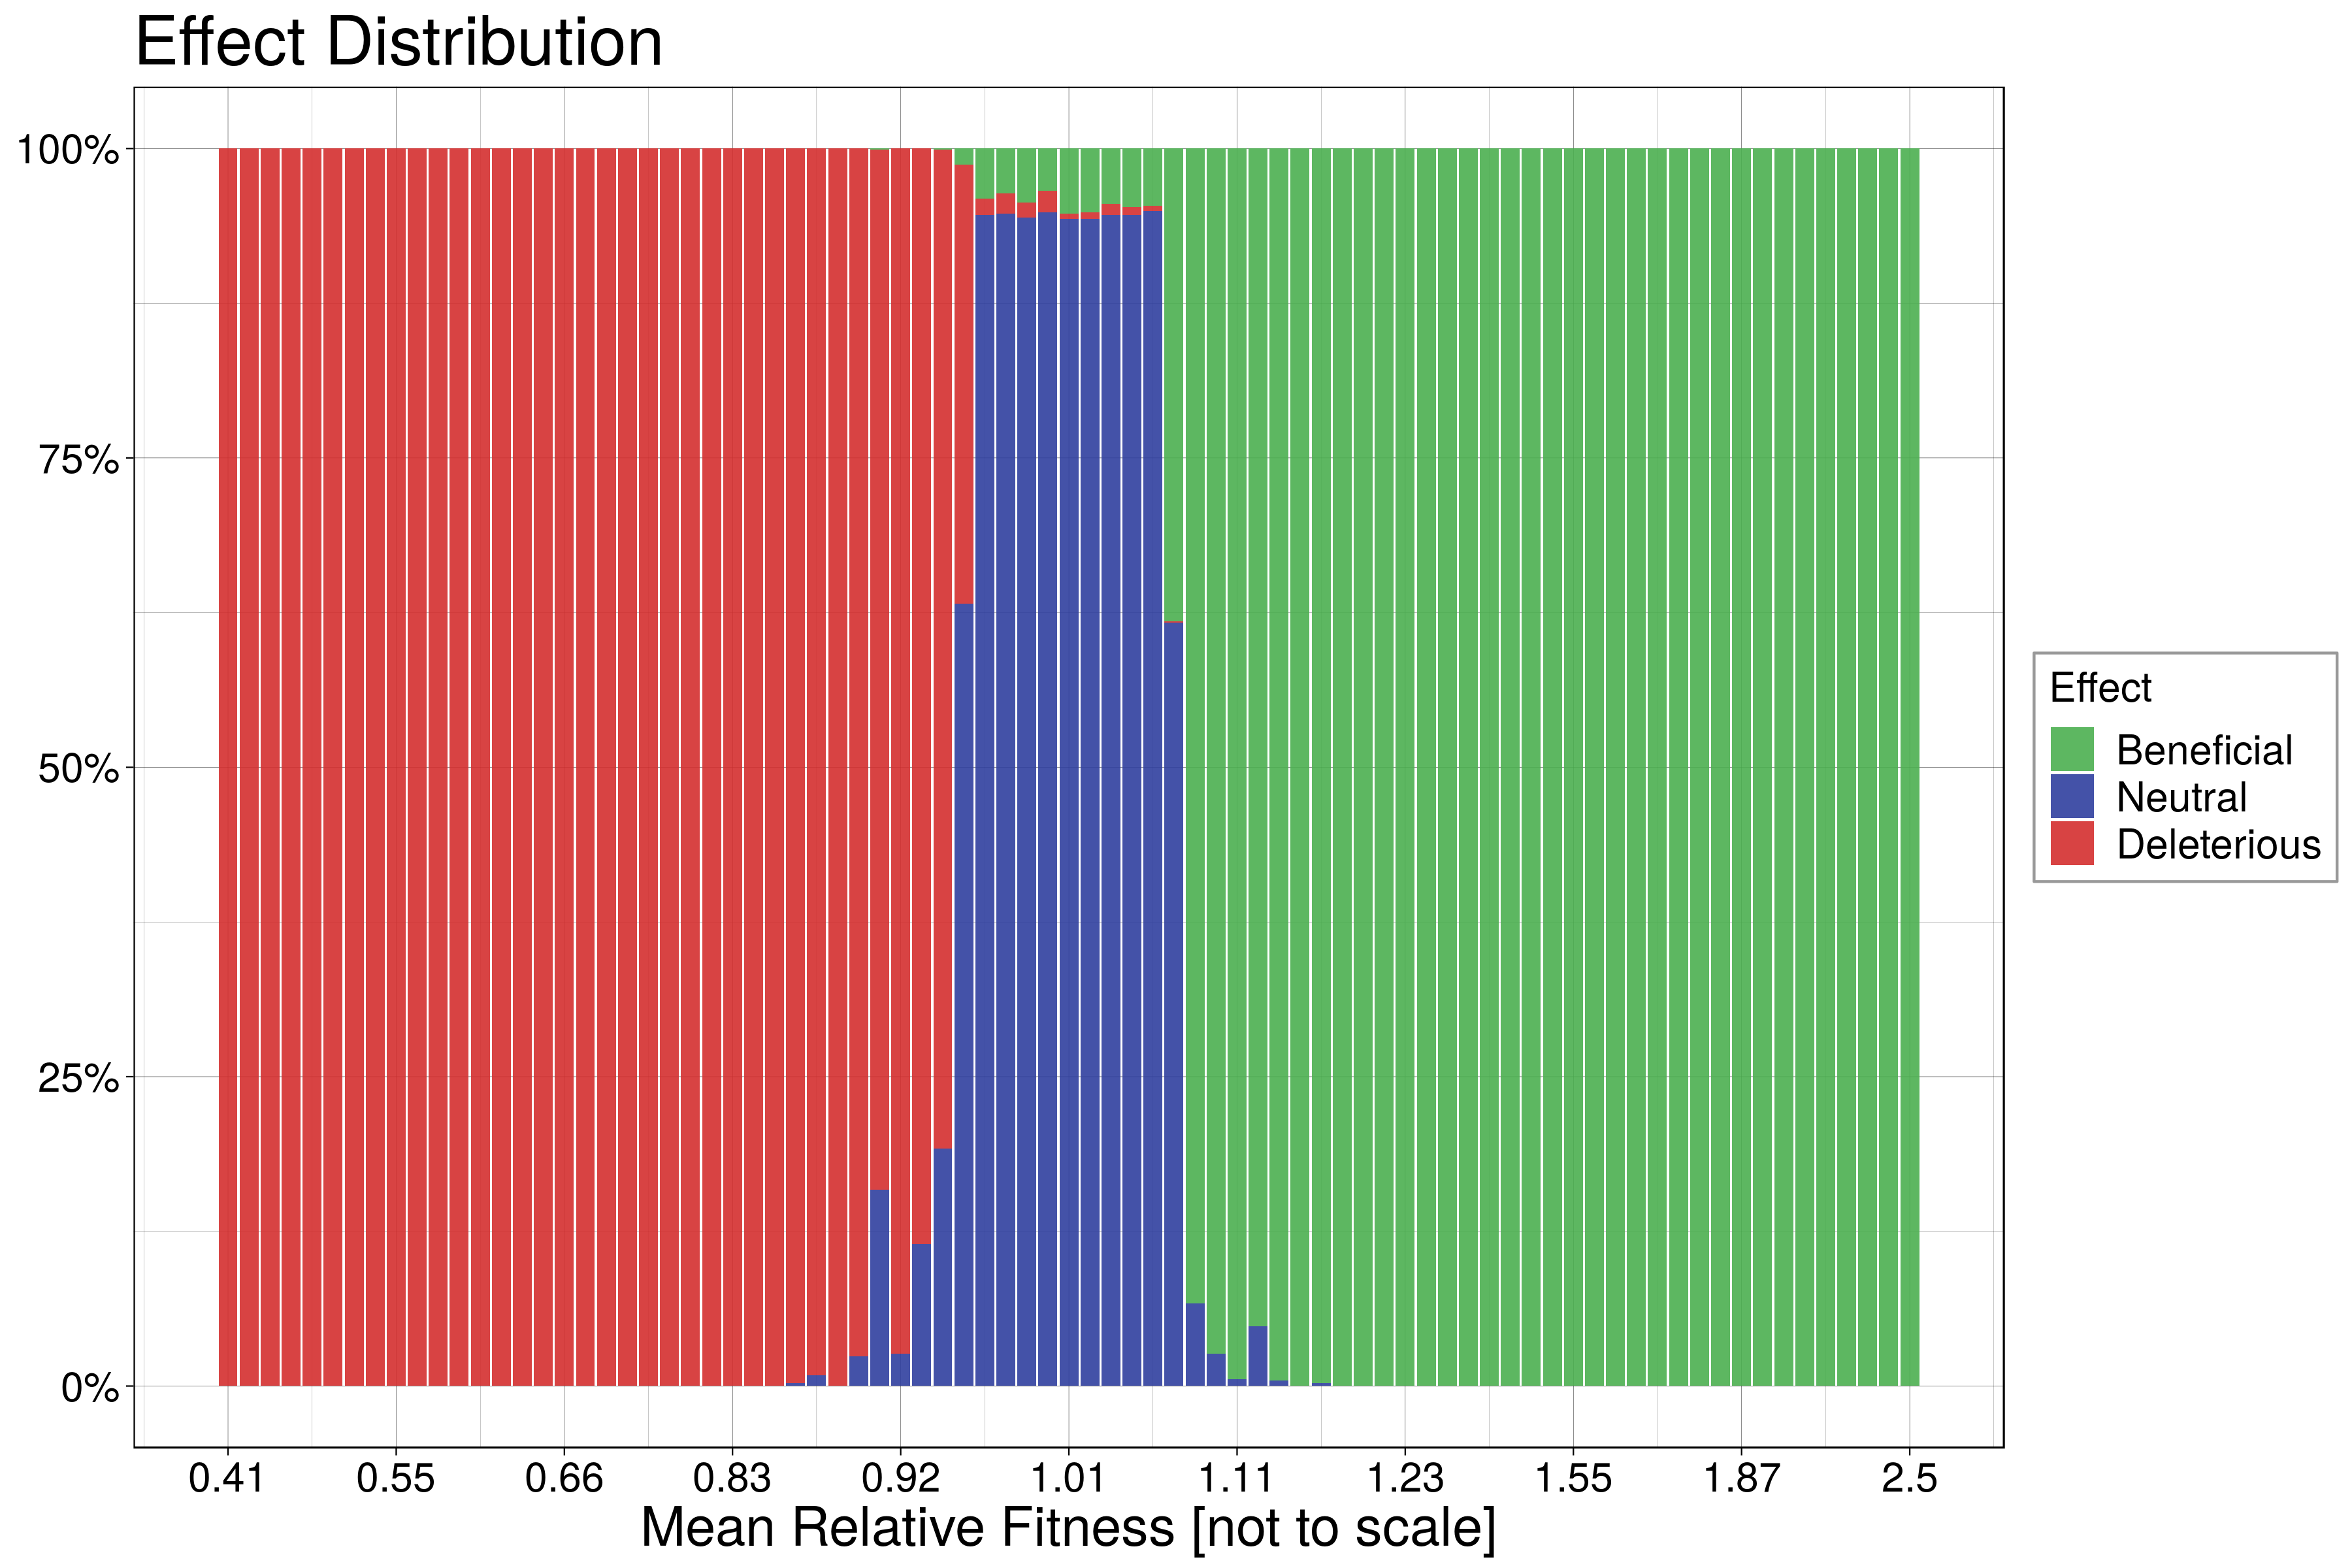 Effect Distribution
100%
75%
50%
25%
0%
0.41 0.55 0.66 0.83 0.92 1.01 1.11 1.23 1.55 1.87 2.5
Mean Relative Fitness [not to scale]
Effect
Beneficial
Neutral
Deleterious